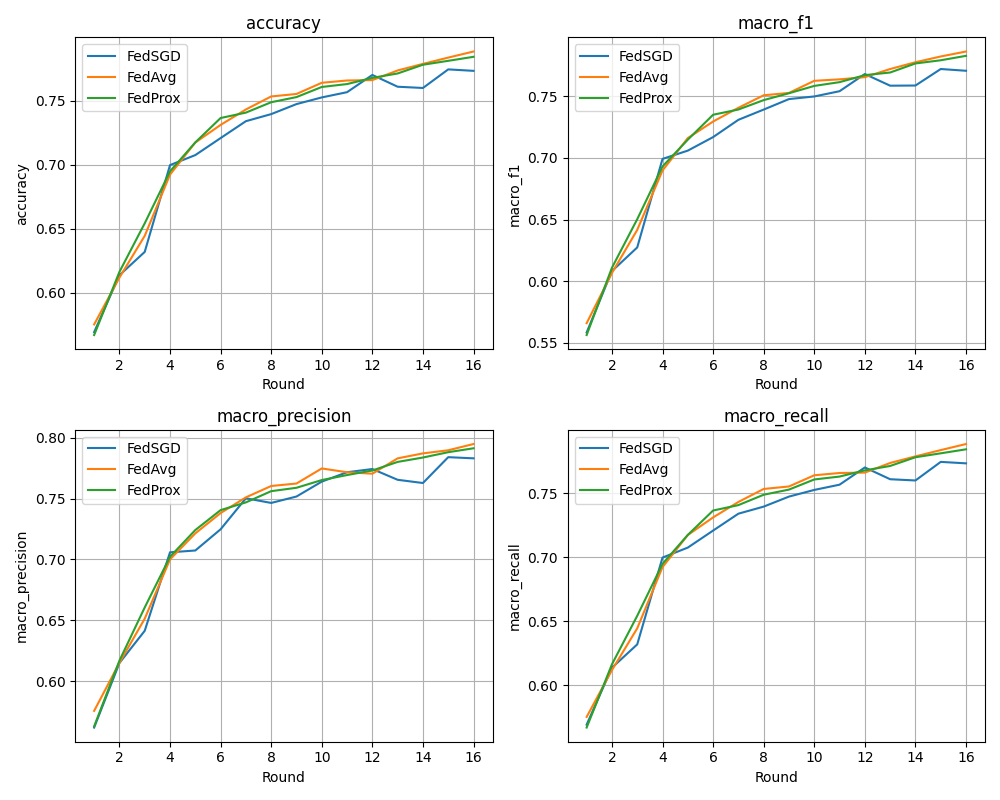 accuracy
accuracy
0.75
0.70
0.65
0.60
FedSGD
FedAvg
FedProx
2 4 6 8 10 12 14 16
Round
macro_f1
macro_f1
0.75
0.70
0.65
0.60
0.55
FedSGD
FedAvg
FedProx
2 4 6 8 10 12 14 16
Round
macro_precision
macro_precision
0.80
0.75
0.70
0.65
0.60
FedSGD
FedAvg
FedProx
2 4 6 8 10 12 14 16
Round
macro_recall
macro_recall
0.75
0.70
0.65
0.60
FedSGD
FedAvg
FedProx
2 4 6 8 10 12 14 16
Round